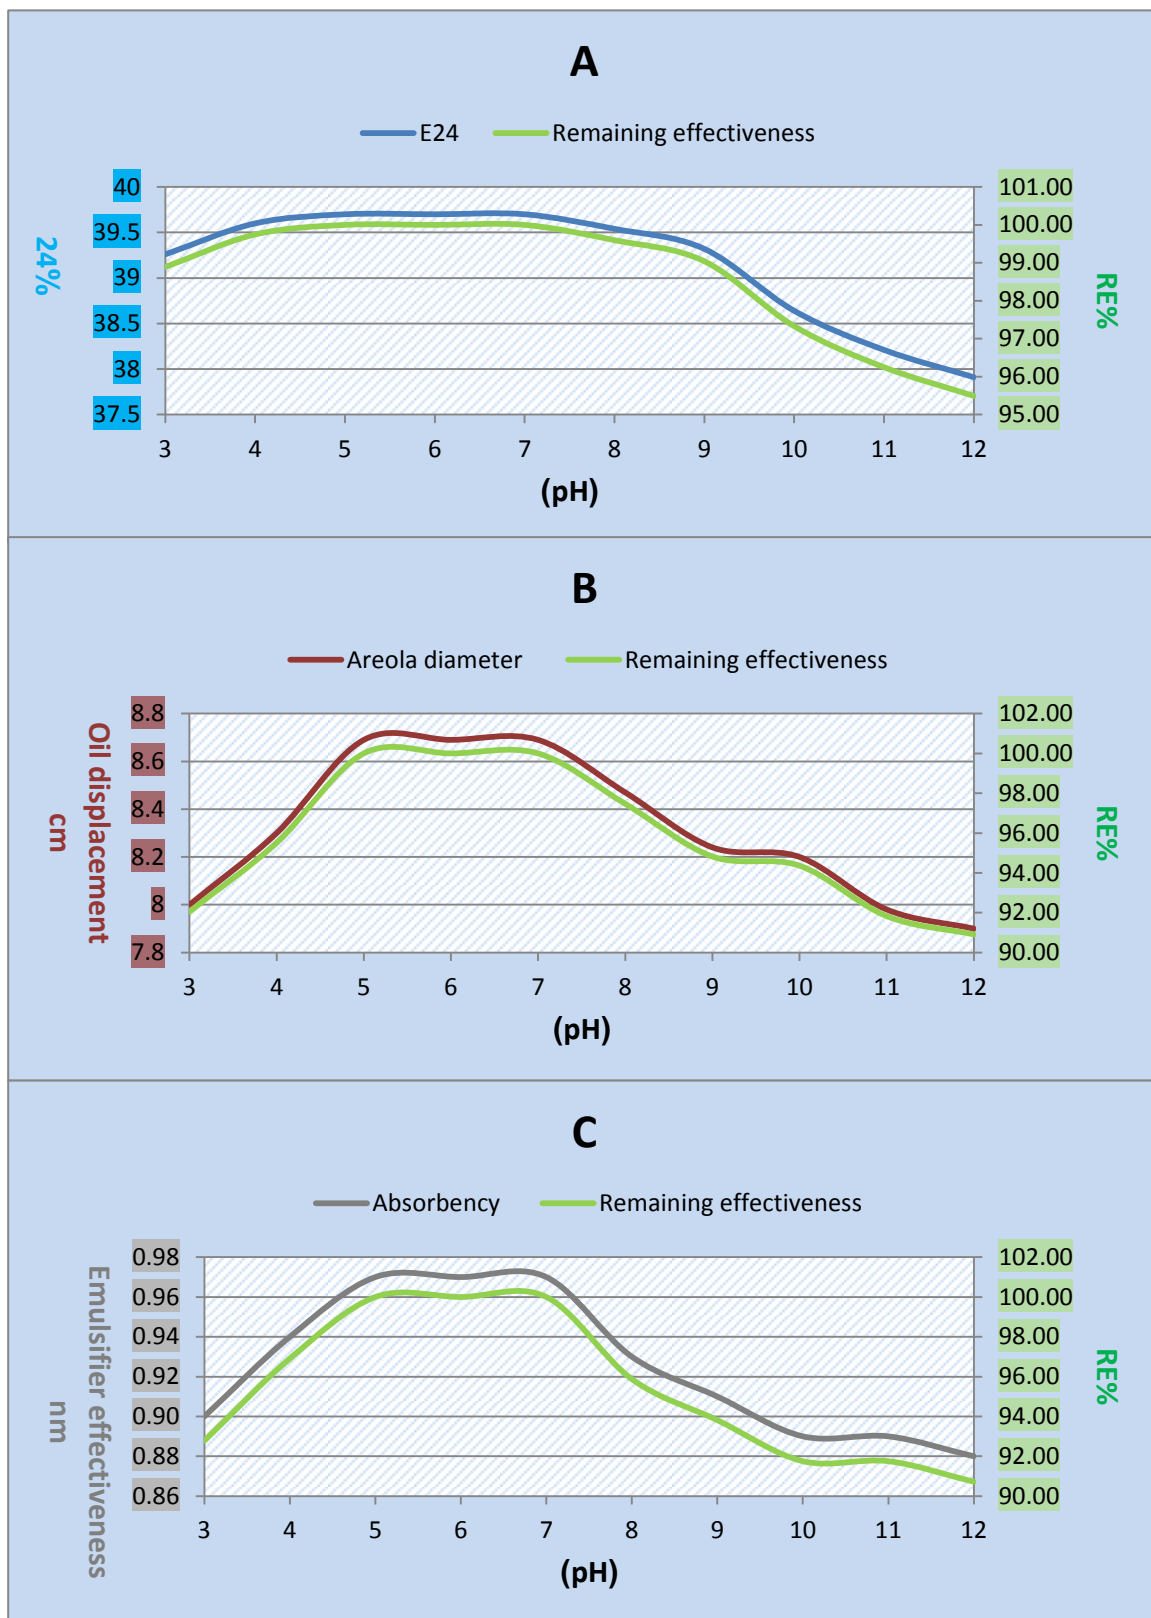 A
E24 Remaining effectiveness
40 101.00
39.5 100.00
39 99.00
38.5 98.00
38 97.00
37.5 96.00
95.00
24%
RE%
3 4 5 6 7 8 9 10 11 12
(pH)
B
Areola diameter Remaining effectiveness
8.8 102.00
8.6 100.00
8.4 98.00
8.2 96.00
8 94.00
7.8 92.00
90.00
Oil displacement
cm
RE%
3 4 5 6 7 8 9 10 11 12
(pH)
C
Absorbency Remaining effectiveness
0.98 102.00
0.96 100.00
0.94 98.00
0.92 96.00
0.90 94.00
0.88 92.00
0.86 90.00
Emulsifier effectiveness
nm
RE%
3 4 5 6 7 8 9 10 11 12
(pH)